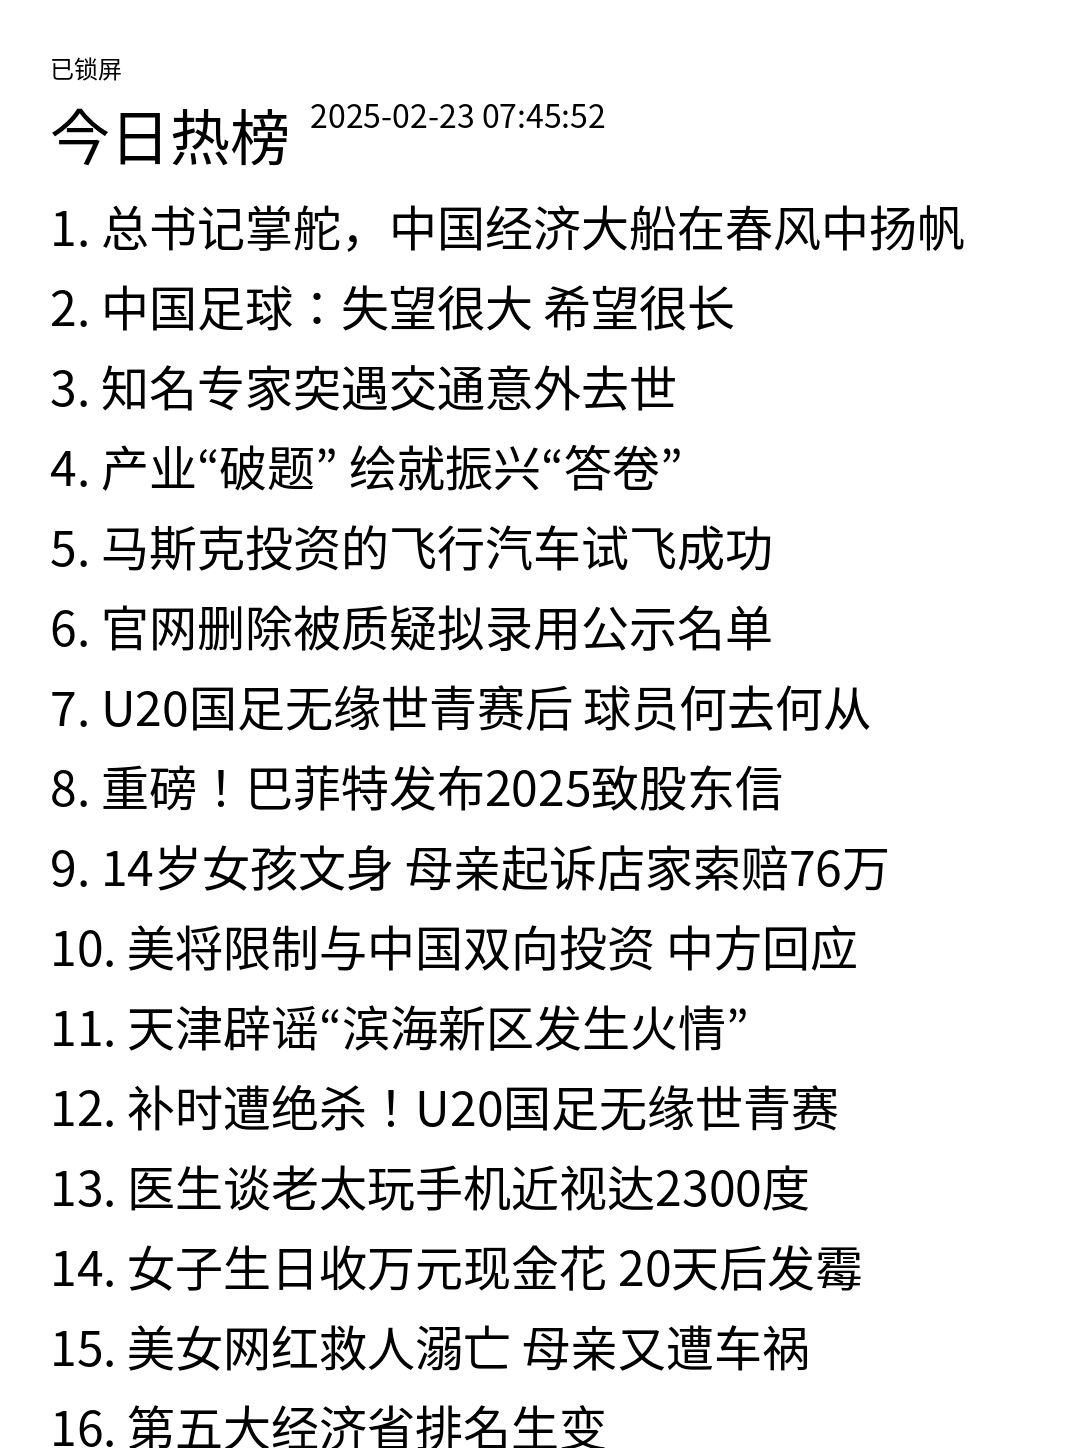 已锁屏
今日热榜 2025-02-23 07:45:52
1. 总书记掌舵，中国经济大船在春风中扬帆
2. 中国足球：失望很大 希望很长
3. 知名专家突遇交通意外去世
4. 产业“破题” 绘就振兴“答卷”
5. 马斯克投资的飞行汽车试飞成功
6. 官网删除被质疑拟录用公示名单
7. U20国足无缘世青赛后 球员何去何从
8. 重磅！巴菲特发布2025致股东信
9. 14岁女孩文身 母亲起诉店家索赔76万
10. 美将限制与中国双向投资 中方回应
11. 天津辟谣“滨海新区发生火情”
12. 补时遭绝杀！U20国足无缘世青赛
13. 医生谈老太玩手机近视达2300度
14. 女子生日收万元现金花 20天后发霉
15. 美女网红救人溺亡 母亲又遭车祸
16. 第五大经济省排名生变